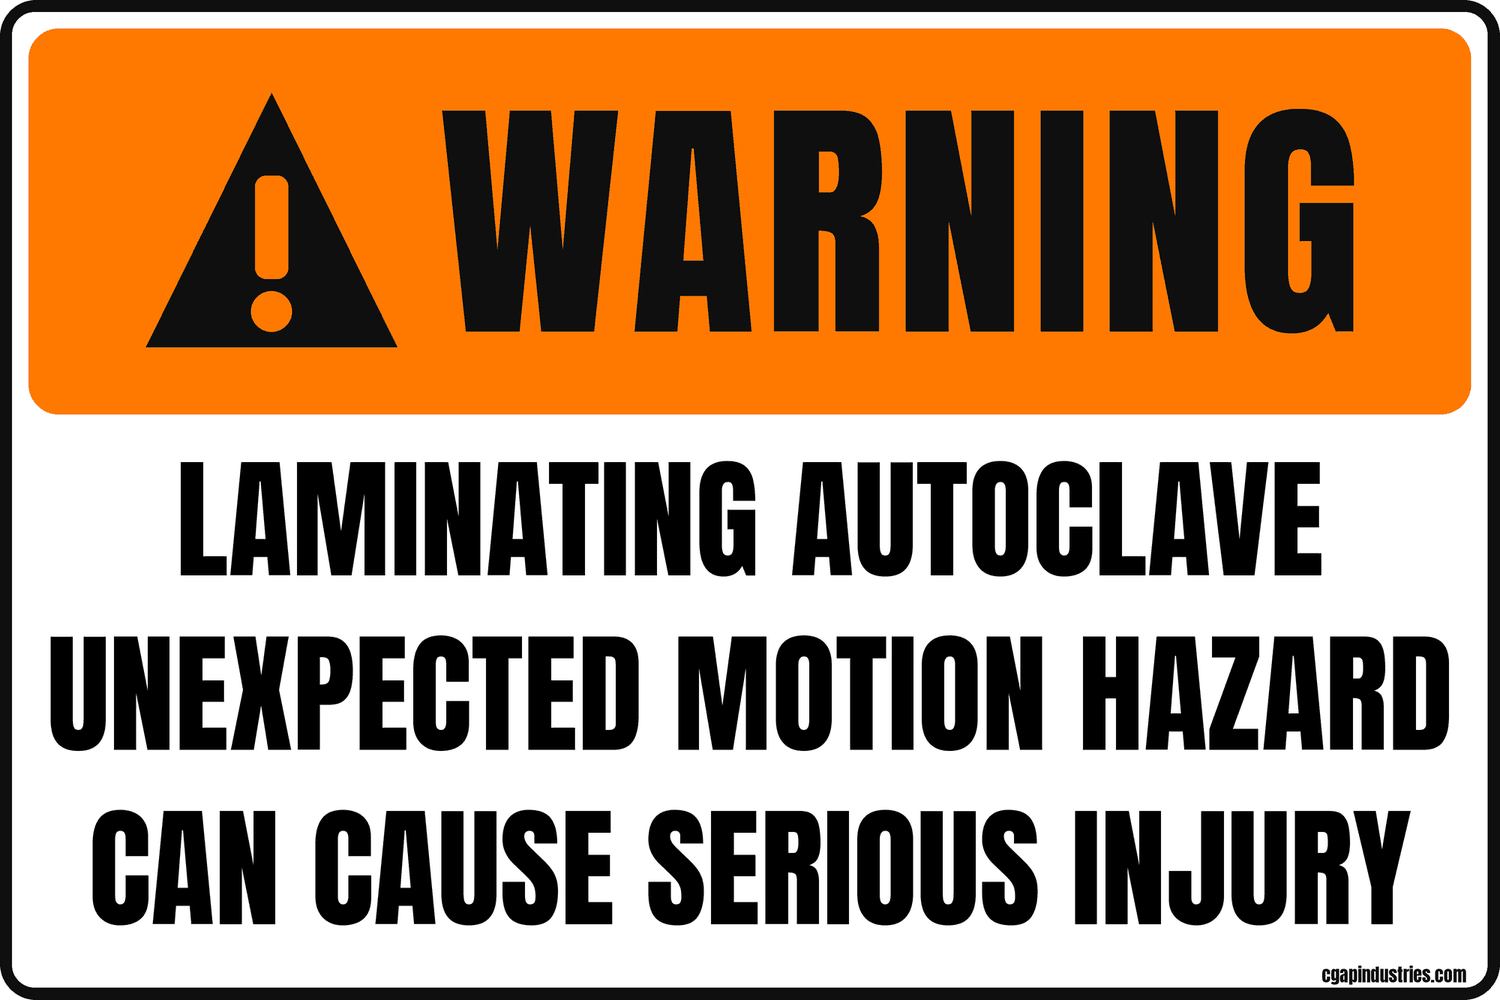 WARNING
LAMINATING AUTOCLAVE
UNEXPECTED MOTION HAZARD
CAN CAUSE SERIOUS INJURY
cgapindustries.com